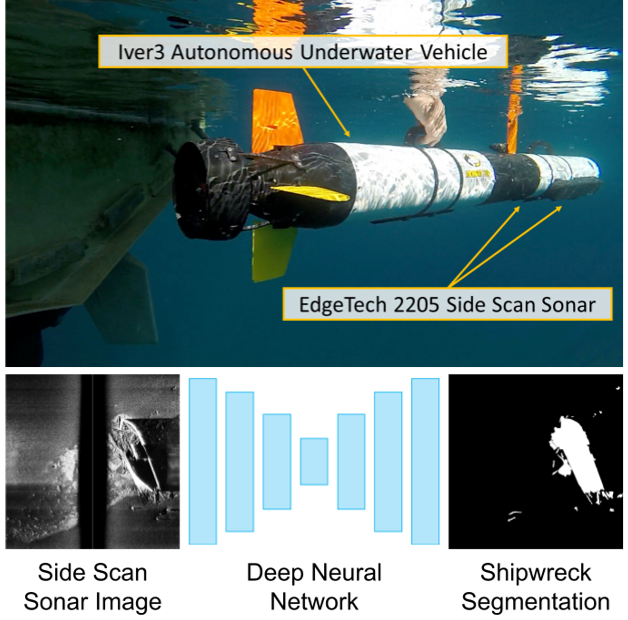 Iver3 Autonomous Underwater Vehicle
EdgeTech 2205 Side Scan Sonar
Side Scan
Sonar Image
Deep Neural
Network
Shipwreck
Segmentation